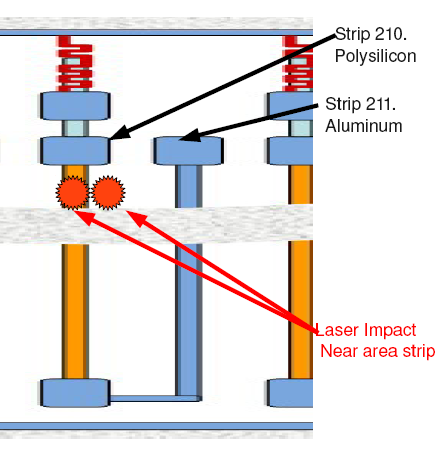 Strip 210.
Polysilicon
Strip 211.
Aluminum
Laser Impact
Near area strip